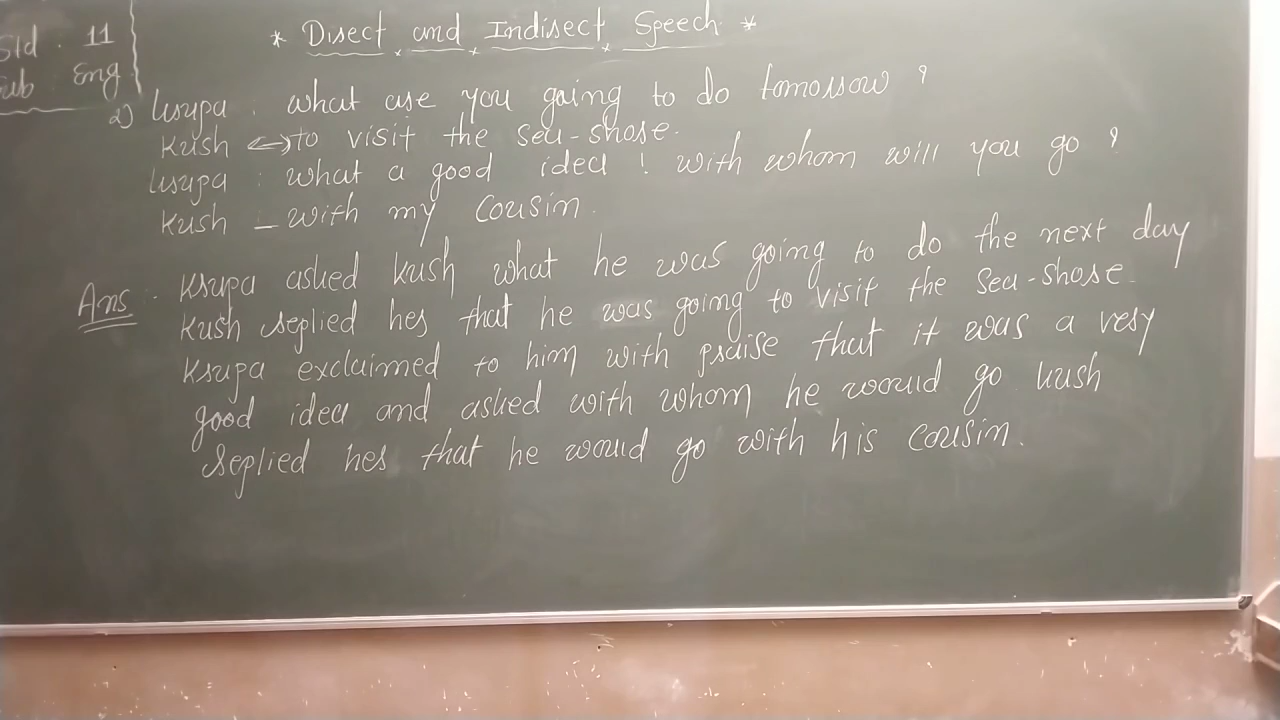 Std. 11
Sub Eng
* Direct and Indirect Speech *
2) Krupa : what are you going to do tomorrow ?
Kush <-> to visit the sea-shore.
Krupa : what a good idea ! with whom will you go ?
Kush - with my cousin.
Ans :- Krupa asked kush what he was going to do the next day
Kush replied her that he was going to visit the sea-shore.
Krupa exclaimed to him with praise that it was a very
good idea and asked with whom he would go kush
replied her that he would go with his cousin.